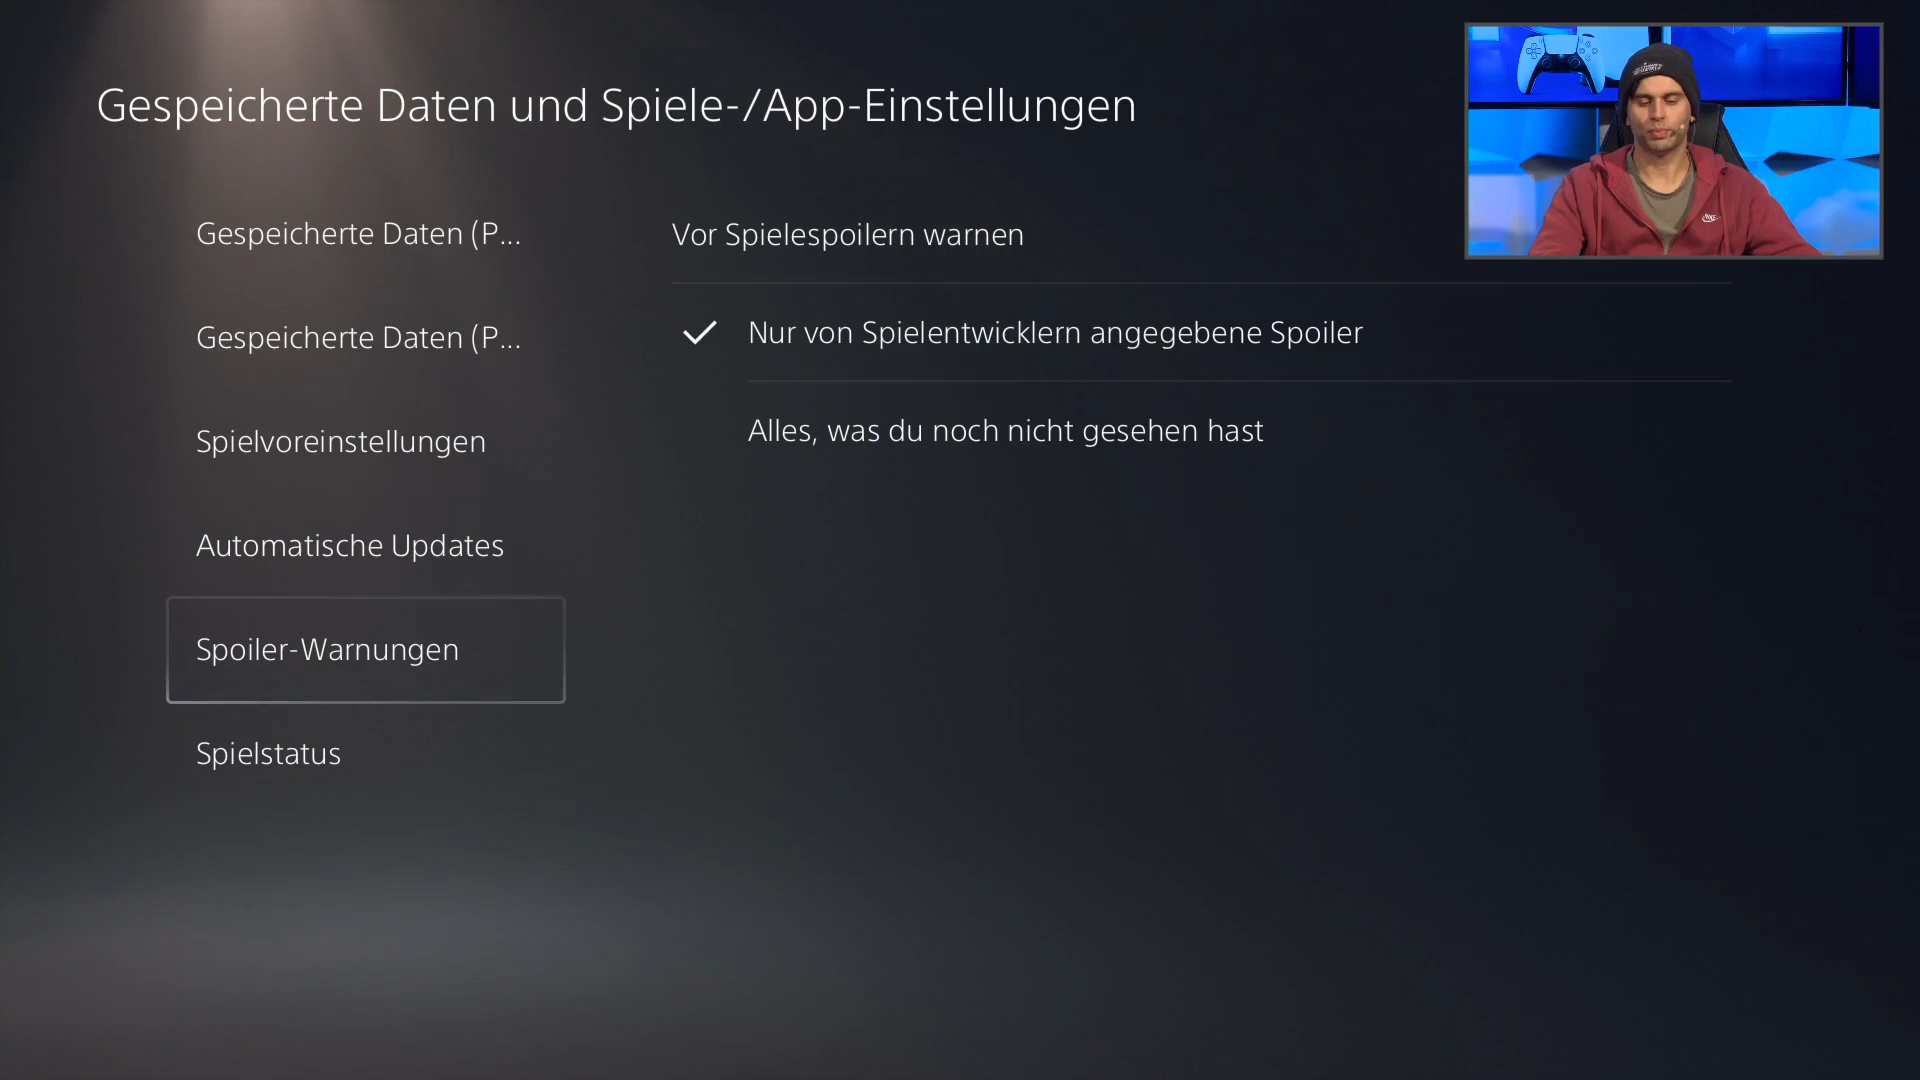 Gespeicherte Daten und Spiele-/App-Einstellungen
Gespeicherte Daten (P...
Gespeicherte Daten (P...
Spielvoreinstellungen
Automatische Updates
Spoiler-Warnungen
Spielstatus
Vor Spielespoilern warnen
Nur von Spielentwicklern angegebene Spoiler
Alles, was du noch nicht gesehen hast